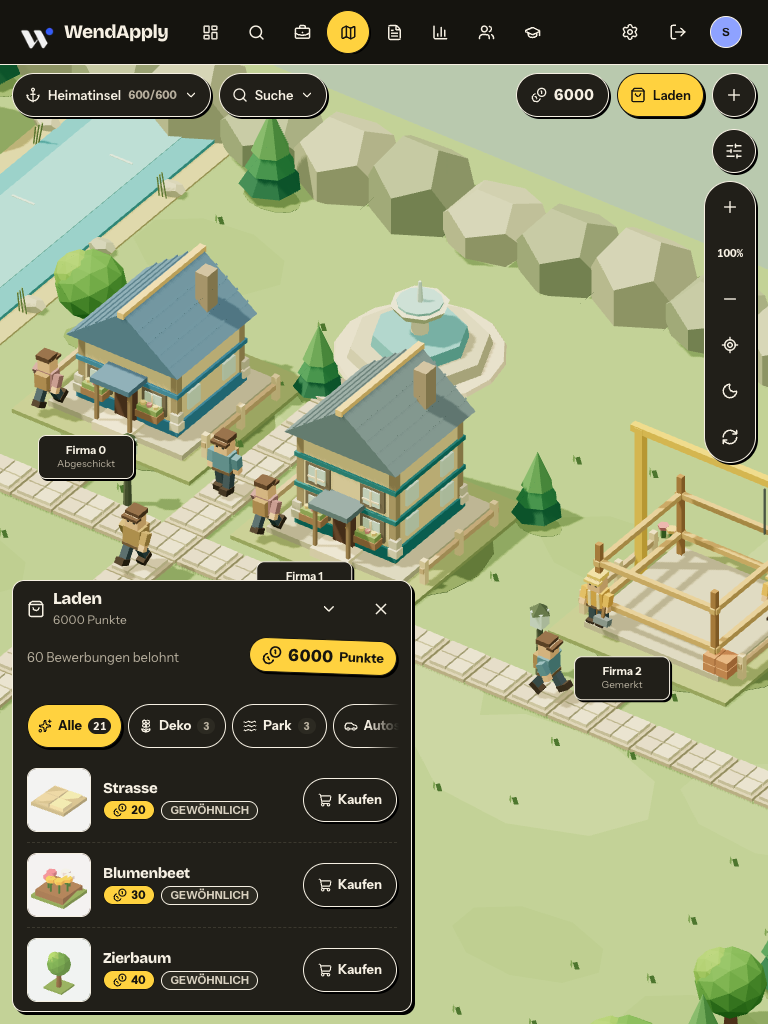 WendApply
S
Heimatinsel 600/600
Suche
6000
Laden
100%
Firma 0
Abgeschickt
Firma 1
Firma 2
Gemerkt
Laden
6000 Punkte
60 Bewerbungen belohnt
6000 Punkte
Alle 21
Deko 3
Park 3
Autos
Strasse
20 GEWÖHNLICH
Kaufen
Blumenbeet
30 GEWÖHNLICH
Kaufen
Zierbaum
40 GEWÖHNLICH
Kaufen